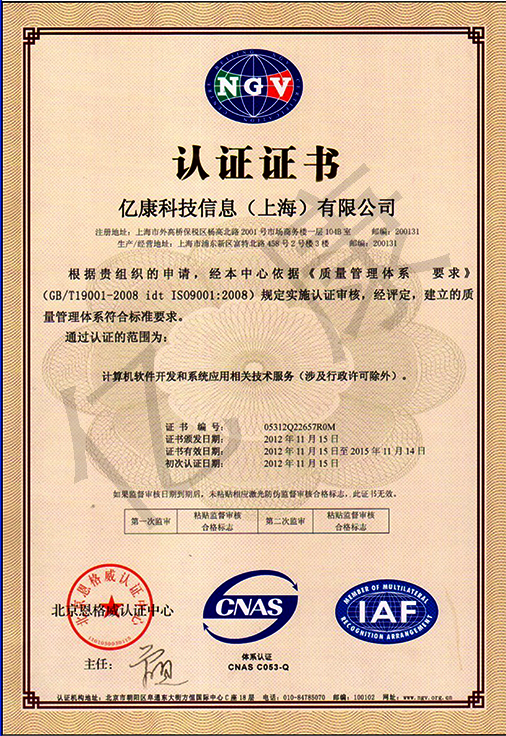 NGV
认证证书
亿康科技信息（上海）有限公司
注册地址：上海市外高桥保税区杨高北路 2001 号市场商务楼一层 104B 室 邮编：200131
生产/经营地址：上海市浦东新区富特北路 458 号 2 号楼 3 楼 邮编：200131
根据贵组织的申请，经本中心依据《质量管理体系 要求》
（GB/T19001-2008 idt ISO9001:2008）规定实施认证审核，经评定，建立的质
量管理体系符合标准要求。
通过认证的范围为：
计算机软件开发和系统应用相关技术服务（涉及行政许可除外）。
证书编号： 05312Q22657R0M
证书颁发日期： 2012 年 11 月 15 日
证书有效日期： 2012 年 11 月 15 日至 2015 年 11 月 14 日
初次认证日期： 2012 年 11 月 15 日
如果监督审核日期到期后，未粘贴相应激光防伪监督审核合格标志，此证书无效。
第一次监审 粘贴监督审核合格标志 第二次监审 粘贴监督审核合格标志
北京恩格威认证中心
北京恩格威认证中心
主任：
CNAS
体系认证
CNAS C053-Q
MEMBER OF MULTILATERAL
IAF
RECOGNITION ARRANGEMENT
认证机构地址：北京市朝阳区阜通东大街方恒国际中心 C 座 18 层 电话：010-84785070 邮编：100102 网址：www.ngv.org.cn
亿康